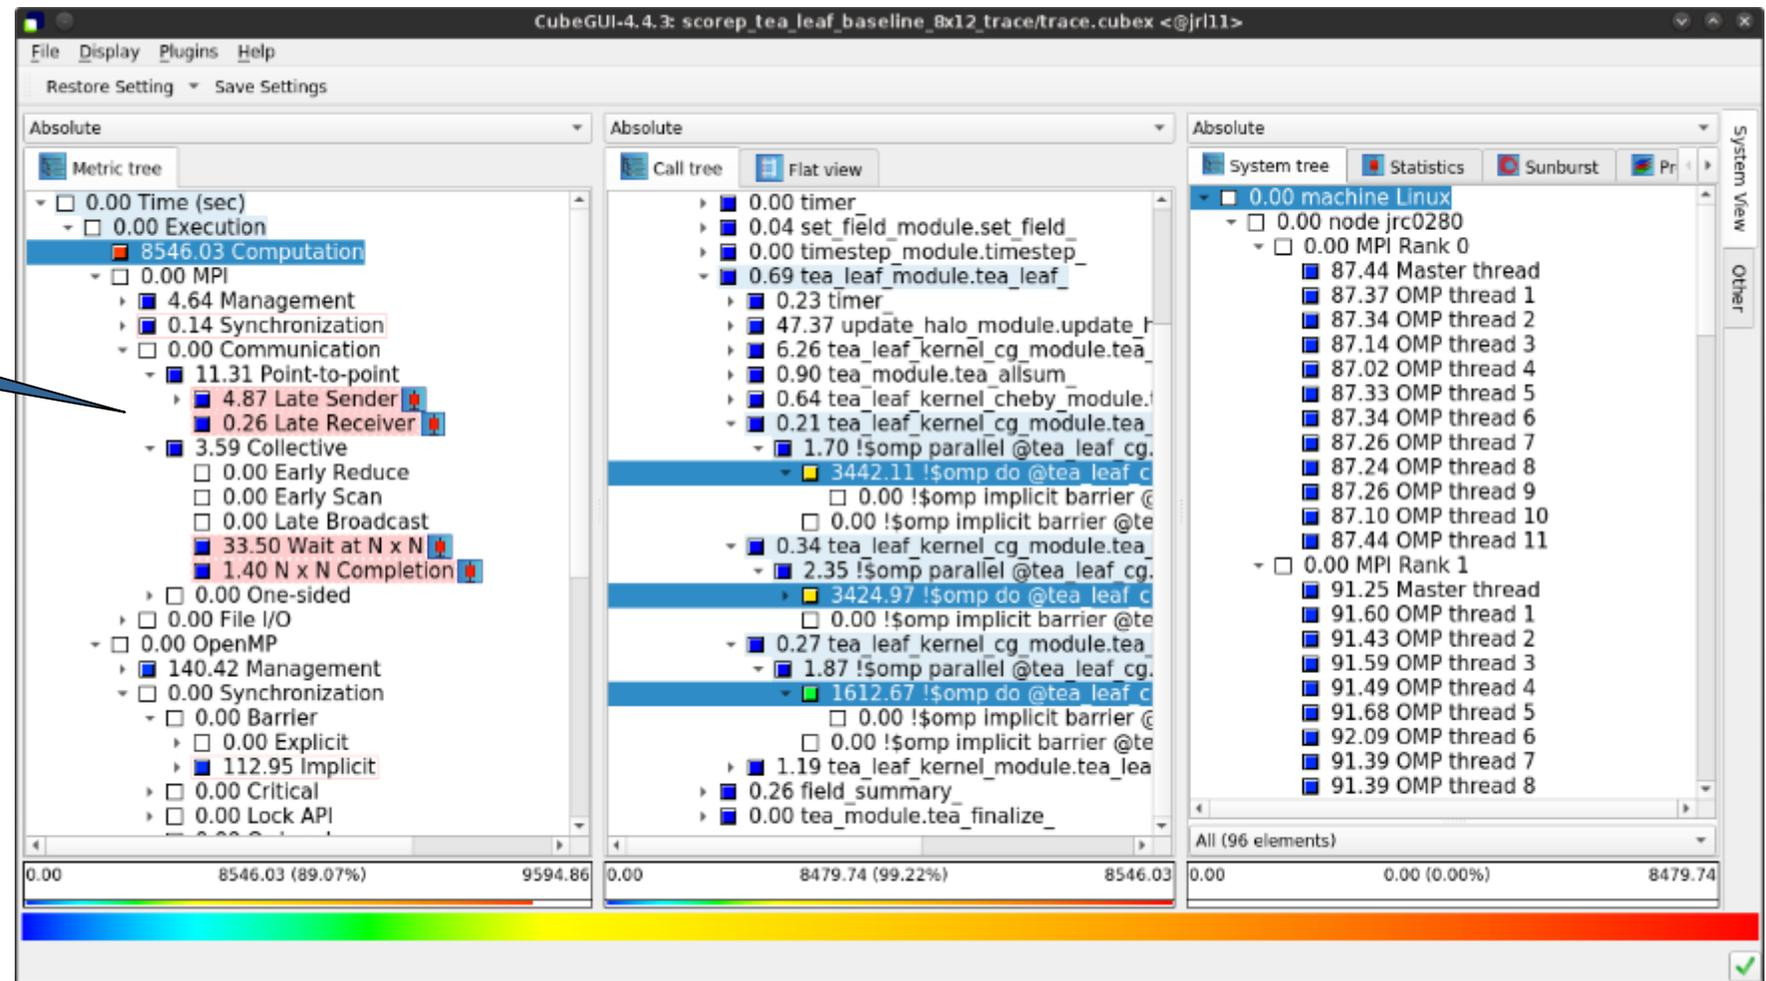 CubeGUI-4.4.3: scorep_tea_leaf_baseline_8x12_trace/trace.cubex <@jrl11>
File Display Plugins Help
Restore Setting Save Settings
Absolute
Metric tree
0.00 Time (sec)
0.00 Execution
8546.03 Computation
0.00 MPI
4.64 Management
0.14 Synchronization
0.00 Communication
11.31 Point-to-point
4.87 Late Sender
0.26 Late Receiver
3.59 Collective
0.00 Early Reduce
0.00 Early Scan
0.00 Late Broadcast
33.50 Wait at N x N
1.40 N x N Completion
0.00 One-sided
0.00 File I/O
0.00 OpenMP
140.42 Management
0.00 Synchronization
0.00 Barrier
0.00 Explicit
112.95 Implicit
0.00 Critical
0.00 Lock API
0.00 8546.03 (89.07%) 9594.86
Absolute
Call tree Flat view
0.00 timer_
0.04 set_field_module.set_field_
0.00 timestep_module.timestep_
0.69 tea_leaf_module.tea_leaf_
0.23 timer_
47.37 update_halo_module.update_h
6.26 tea_leaf_kernel_cg_module.tea_
0.90 tea_module.tea_allsum_
0.64 tea_leaf_kernel_cheby_module.t
0.21 tea_leaf_kernel_cg_module.tea_
1.70 !$omp parallel @tea_leaf_cg.
3442.11 !$omp do @tea_leaf_c
0.00 !$omp implicit barrier @
0.00 !$omp implicit barrier @te
0.34 tea_leaf_kernel_cg_module.tea_
2.35 !$omp parallel @tea_leaf_cg.
3424.97 !$omp do @tea_leaf_c
0.00 !$omp implicit barrier @te
0.27 tea_leaf_kernel_cg_module.tea_
1.87 !$omp parallel @tea_leaf_cg.
1612.67 !$omp do @tea_leaf_c
0.00 !$omp implicit barrier @
0.00 !$omp implicit barrier @te
1.19 tea_leaf_kernel_module.tea_lea
0.26 field_summary_
0.00 tea_module.tea_finalize_
0.00 8479.74 (99.22%) 8546.03
Absolute
System tree Statistics Sunburst Pr
0.00 machine Linux
0.00 node jrc0280
0.00 MPI Rank 0
87.44 Master thread
87.37 OMP thread 1
87.34 OMP thread 2
87.14 OMP thread 3
87.02 OMP thread 4
87.33 OMP thread 5
87.34 OMP thread 6
87.26 OMP thread 7
87.24 OMP thread 8
87.26 OMP thread 9
87.10 OMP thread 10
87.44 OMP thread 11
0.00 MPI Rank 1
91.25 Master thread
91.60 OMP thread 1
91.43 OMP thread 2
91.59 OMP thread 3
91.49 OMP thread 4
91.68 OMP thread 5
92.09 OMP thread 6
91.39 OMP thread 7
91.39 OMP thread 8
All (96 elements)
0.00 0.00 (0.00%) 8479.74
System View
Other